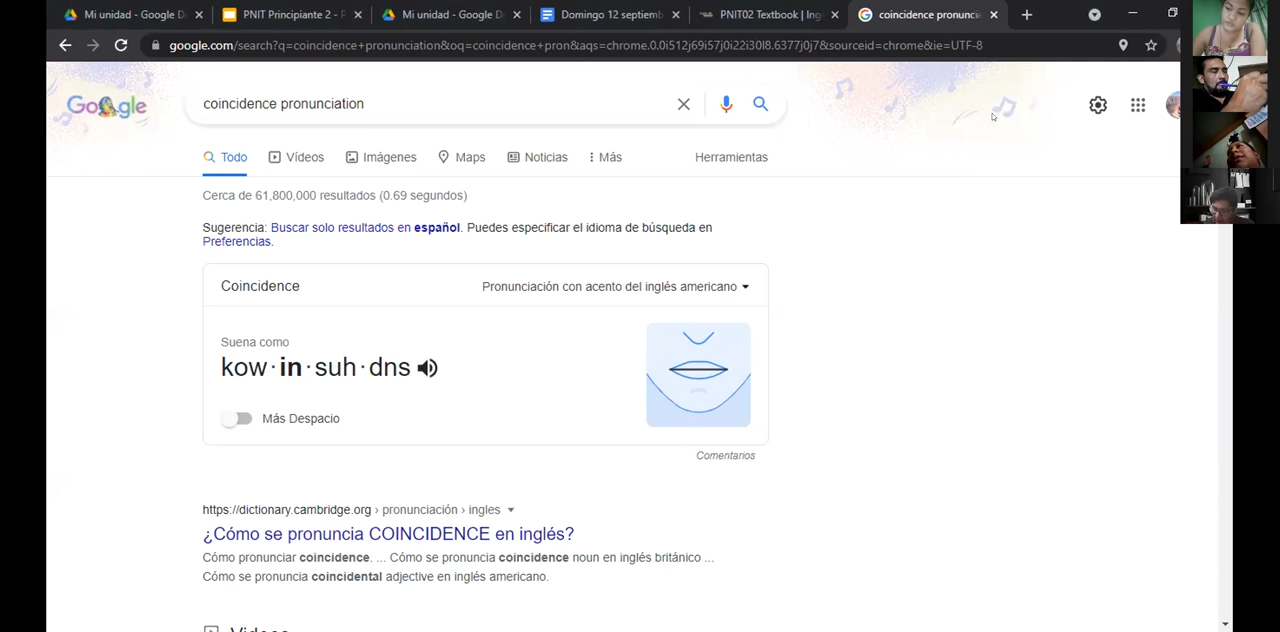 Mi unidad - Google D
PNIT Principiante 2 - P
Mi unidad - Google D
Domingo 12 septiemb
PNIT02 Textbook | Ing
coincidence pronunci
google.com/search?q=coincidence+pronunciation&oq=coincidence+pron&aqs=chrome.0.0i512j69i57j0i22i30l8.6377j0j7&sourceid=chrome&ie=UTF-8
Google
coincidence pronunciation
Todo
Vídeos
Imágenes
Maps
Noticias
Más
Herramientas
Cerca de 61,800,000 resultados (0.69 segundos)
Sugerencia: Buscar solo resultados en español. Puedes especificar el idioma de búsqueda en
Preferencias.
Coincidence
Pronunciación con acento del inglés americano
Suena como
kow·in·suh·dns
Más Despacio
Comentarios
https://dictionary.cambridge.org › pronunciación › ingles
¿Cómo se pronuncia COINCIDENCE en inglés?
Cómo pronunciar coincidence. ... Cómo se pronuncia coincidence noun en inglés británico ...
Cómo se pronuncia coincidental adjective en inglés americano.
Videos